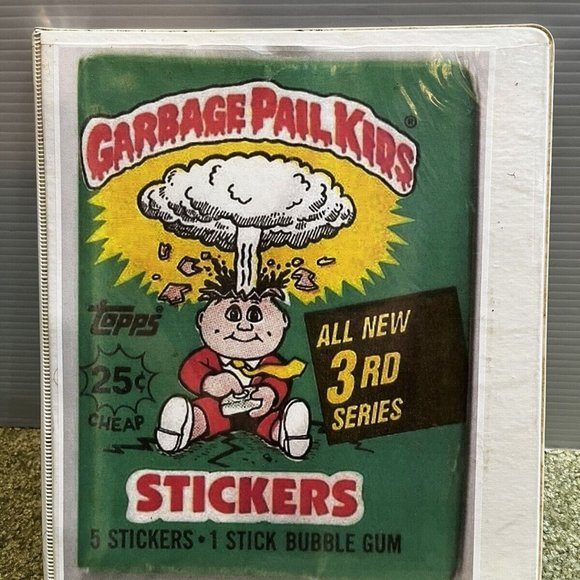 GARBAGE PAIL KIDS ®
TOPPS
25¢
CHEAP
ALL NEW
3RD
SERIES
STICKERS
5 STICKERS • 1 STICK BUBBLE GUM